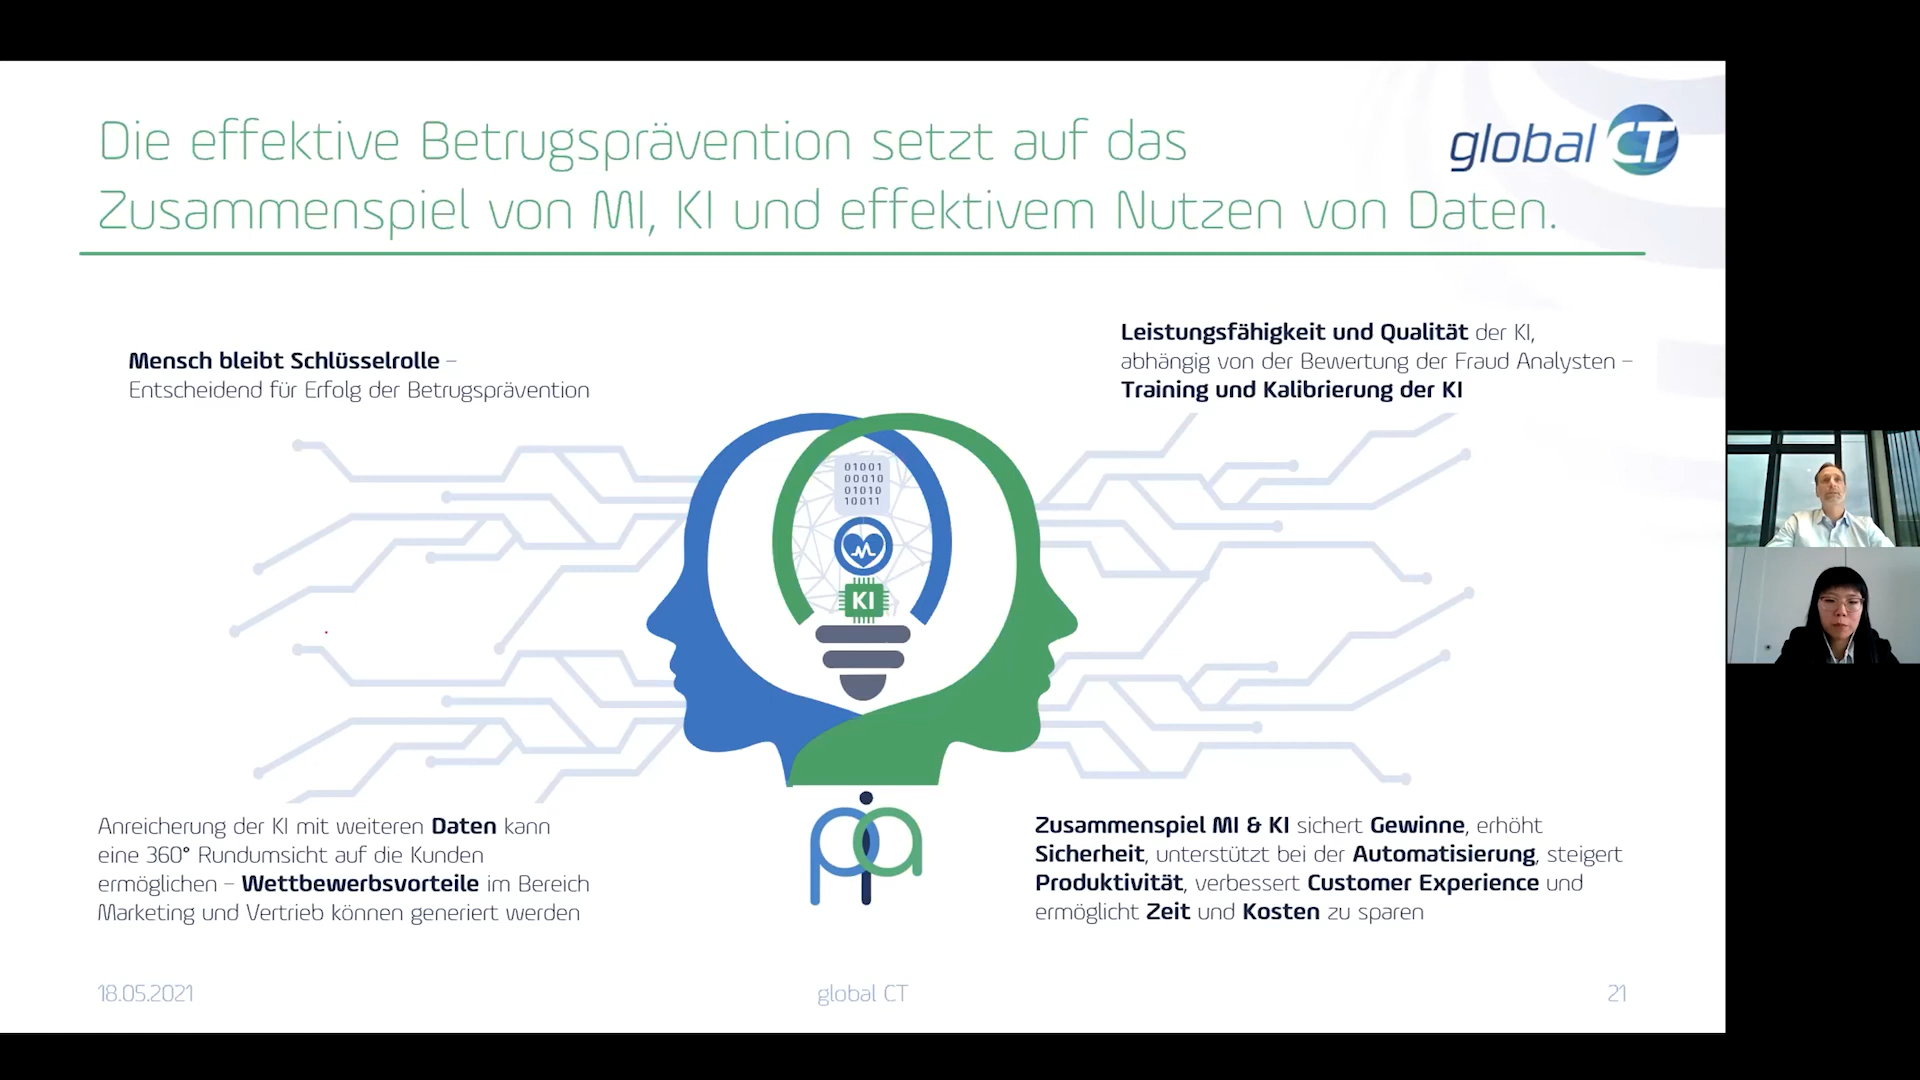 Die effektive Betrugsprävention setzt auf das
Zusammenspiel von MI, KI und effektivem Nutzen von Daten.
global CT
Mensch bleibt Schlüsselrolle –
Entscheidend für Erfolg der Betrugsprävention
Leistungsfähigkeit und Qualität der KI,
abhängig von der Bewertung der Fraud Analysten –
Training und Kalibrierung der KI
01001
00010
01010
10011
KI
Anreicherung der KI mit weiteren Daten kann
eine 360° Rundumsicht auf die Kunden
ermöglichen – Wettbewerbsvorteile im Bereich
Marketing und Vertrieb können generiert werden
pia
Zusammenspiel MI & KI sichert Gewinne, erhöht
Sicherheit, unterstützt bei der Automatisierung, steigert
Produktivität, verbessert Customer Experience und
ermöglicht Zeit und Kosten zu sparen
18.05.2021
global CT
21